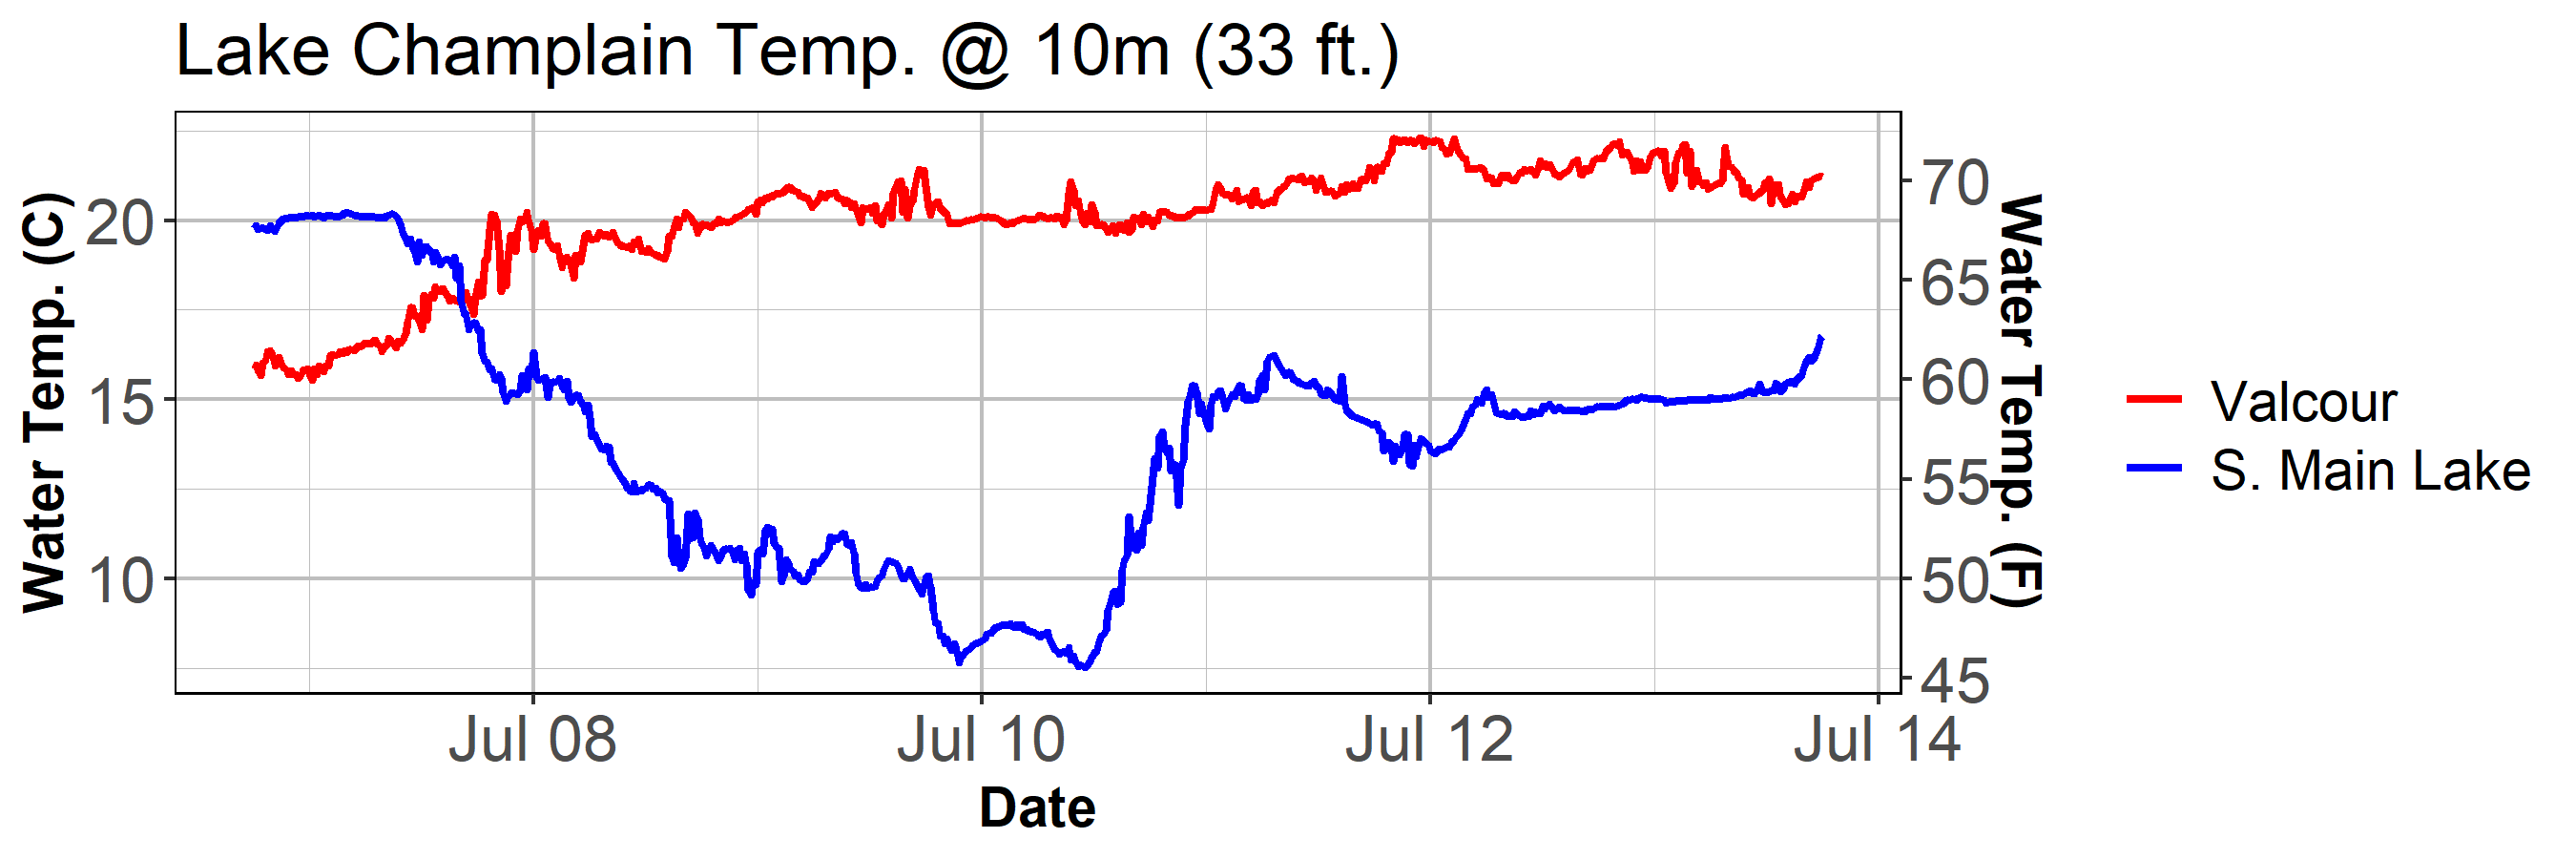 Lake Champlain Temp. @ 10m (33 ft.)
Water Temp. (C)
20
15
10
70
65
60
55
50
45
Water Temp. (F)
Jul 08
Jul 10
Jul 12
Jul 14
Date
Valcour
S. Main Lake